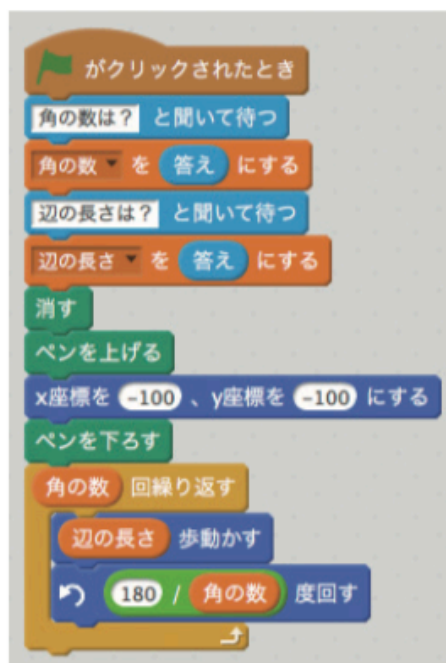 がクリックされたとき
角の数は? と聞いて待つ
角の数 を 答え にする
辺の長さは? と聞いて待つ
辺の長さ を 答え にする
消す
ペンを上げる
x座標を -100 、y座標を -100 にする
ペンを下ろす
角の数 回繰り返す
辺の長さ 歩動かす
180 / 角の数 度回す